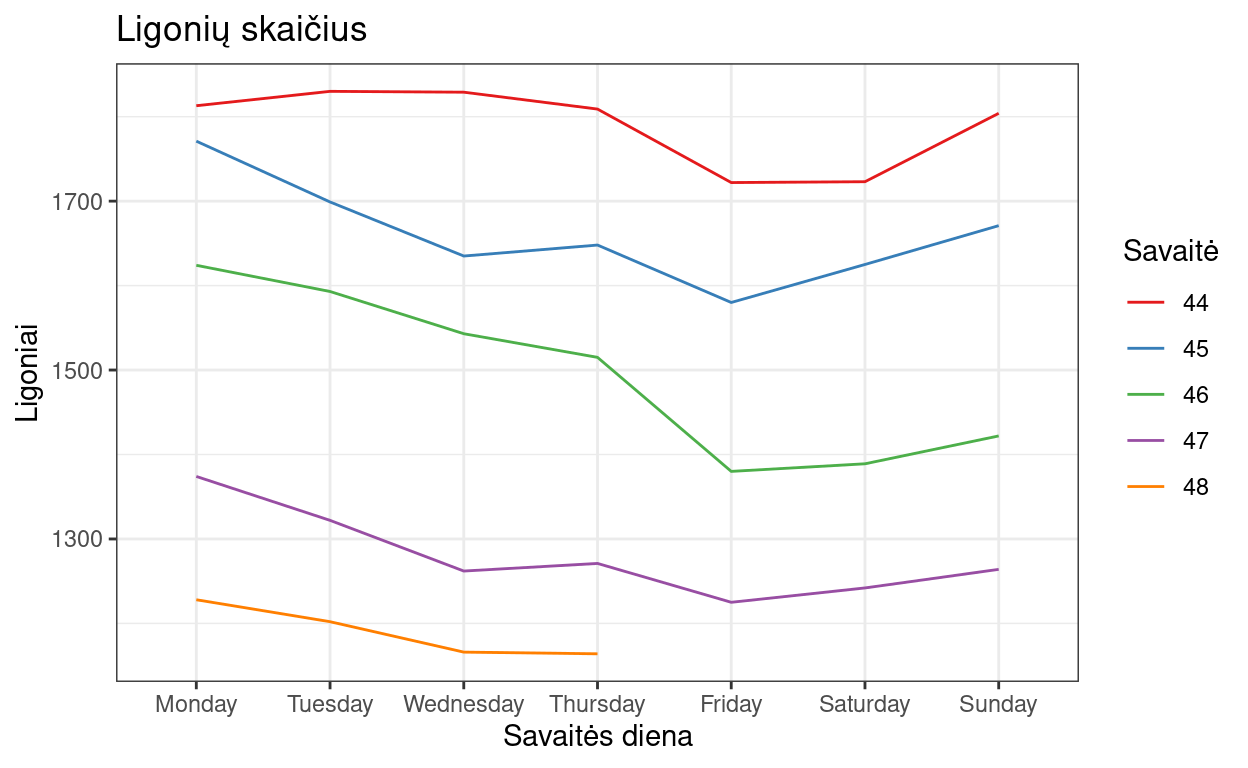 Ligonių skaičius
Ligoniai
1700
1500
1300
Monday Tuesday Wednesday Thursday Friday Saturday Sunday
Savaitės diena
Savaitė
44
45
46
47
48